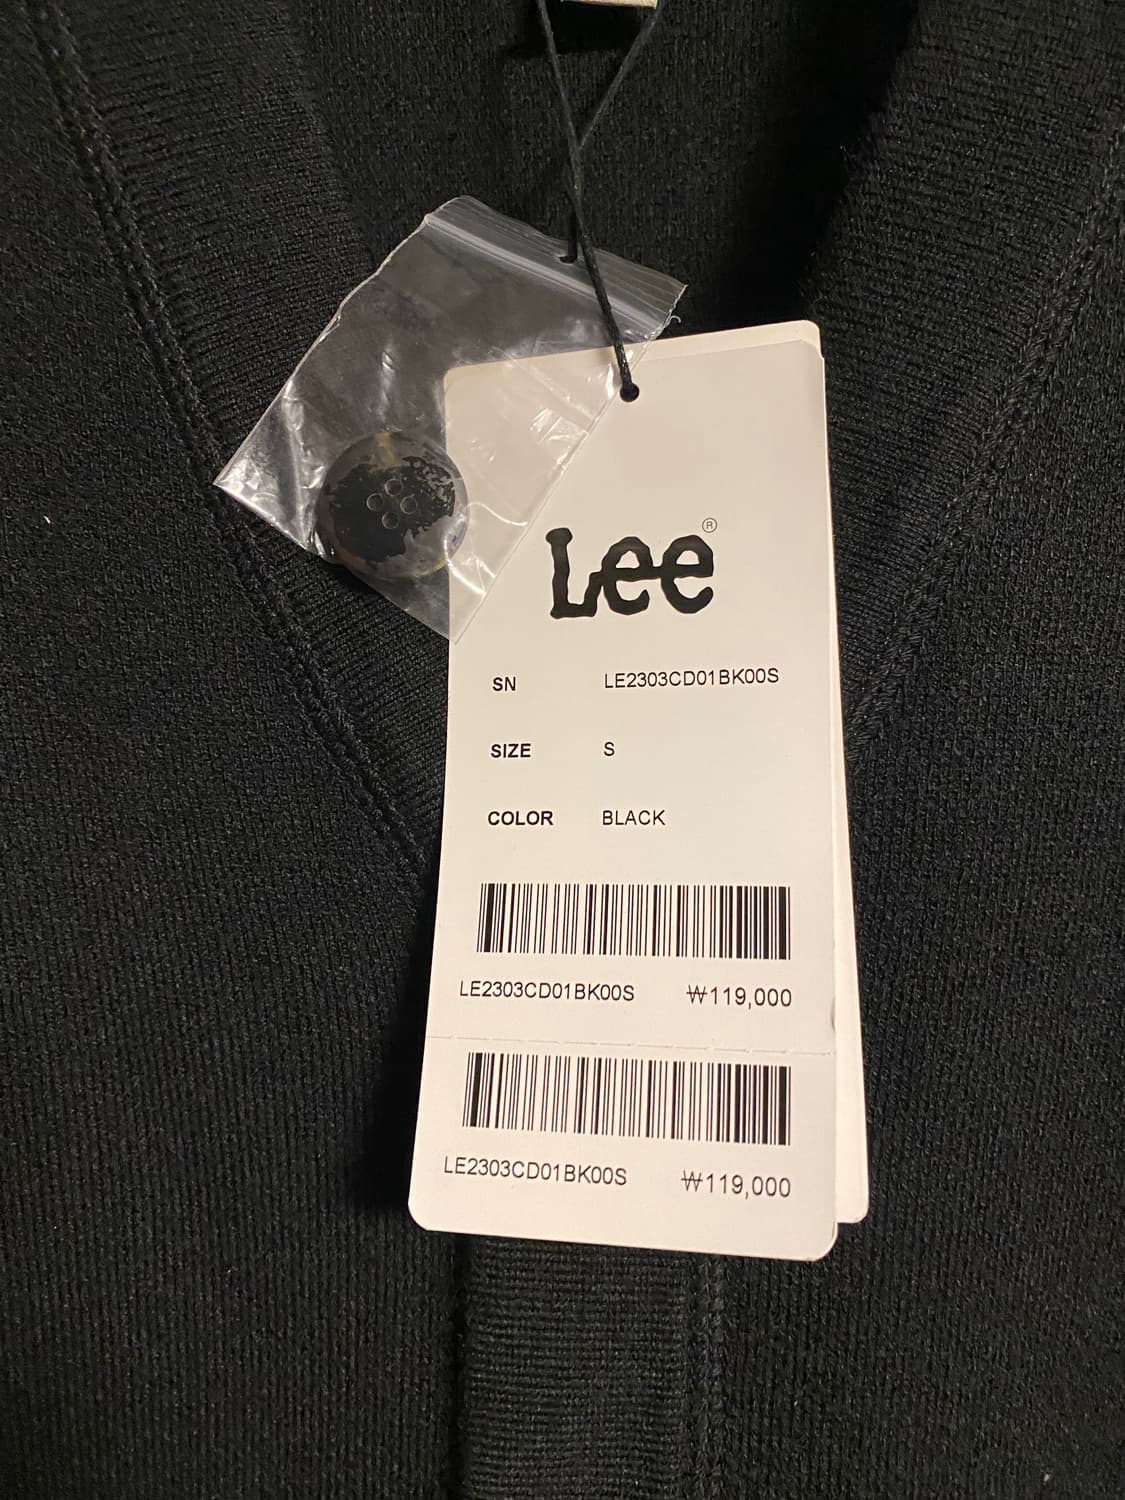 Lee®
SN LE2303CD01BK00S
SIZE S
COLOR BLACK
LE2303CD01BK00S ₩119,000
LE2303CD01BK00S ₩119,000